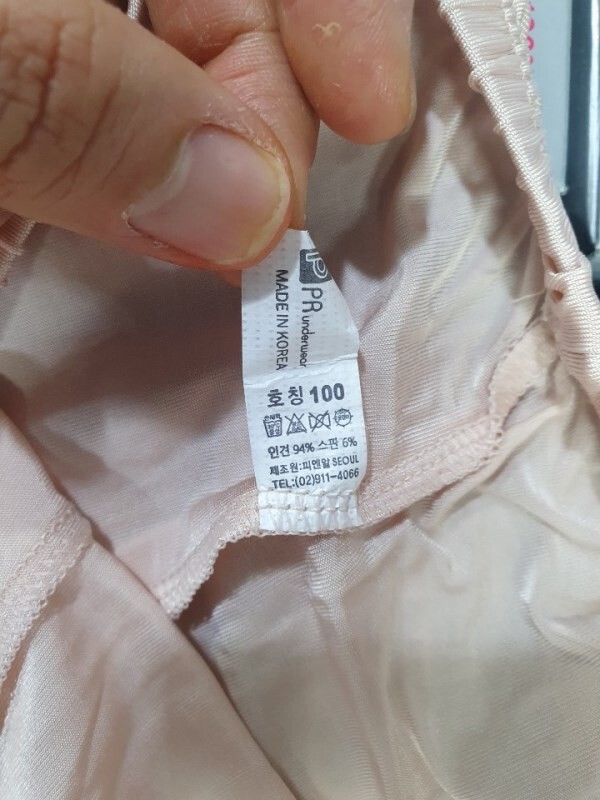 PR
underwear
MADE IN KOREA
호칭 100
인견 94% 스판 6%
제조원:피엔알 SEOUL
TEL:(02)911-4066